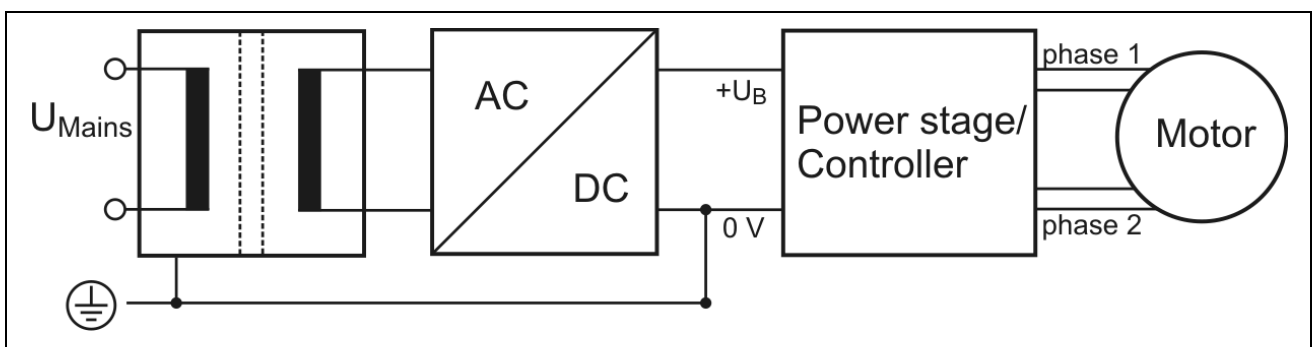 U_Mains
AC
DC
+U_B
0 V
Power stage/
Controller
phase 1
phase 2
Motor